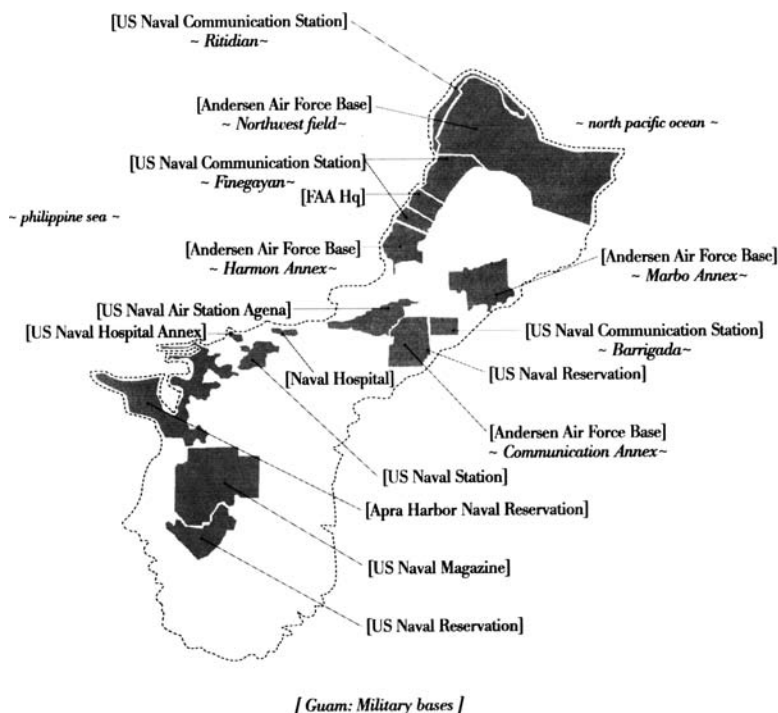 [US Naval Communication Station]
~ Ritidian~
[Andersen Air Force Base]
~ Northwest field~
~ north pacific ocean ~
[US Naval Communication Station]
~ Finegayan~
[FAA Hq]
~ philippine sea ~
[Andersen Air Force Base]
~ Harmon Annex~
[Andersen Air Force Base]
~ Marbo Annex~
[US Naval Air Station Agena]
[US Naval Hospital Annex]
[US Naval Communication Station]
~ Barrigada~
[Naval Hospital]
[US Naval Reservation]
[Andersen Air Force Base]
~ Communication Annex~
[US Naval Station]
[Apra Harbor Naval Reservation]
[US Naval Magazine]
[US Naval Reservation]
[ Guam: Military bases ]